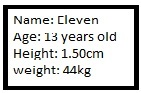 Name: Eleven
Age: 13 years old
Height: 1.50cm
weight: 44kg